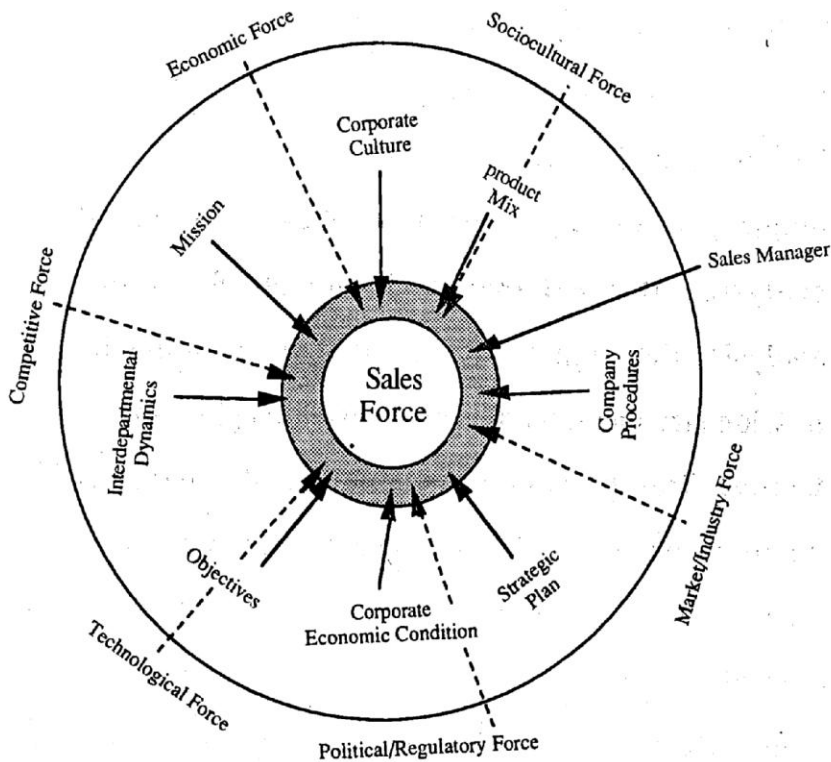 Economic Force
Sociocultural Force
Corporate
Culture
product
Mix
Mission
Sales Manager
Competitive Force
Sales
Force
Company
Procedures
Interdepartmental
Dynamics
Market/Industry Force
Objectives
Strategic
Plan
Corporate
Economic Condition
Technological Force
Political/Regulatory Force